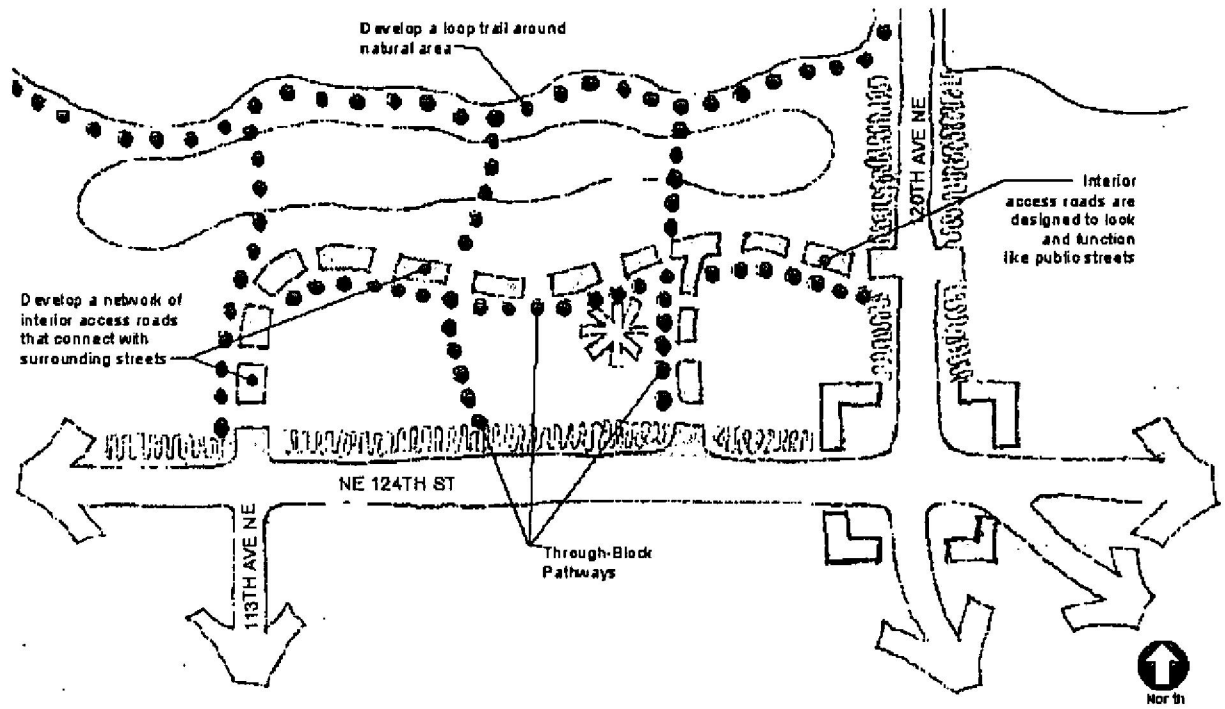 Develop a loop trail around
natural area
20TH AVE NE
Interior
access roads are
designed to look
and function
like public streets
Develop a network of
interior access roads
that connect with
surrounding streets
NE 124TH ST
113TH AVE NE
Through-Block
Pathways
North